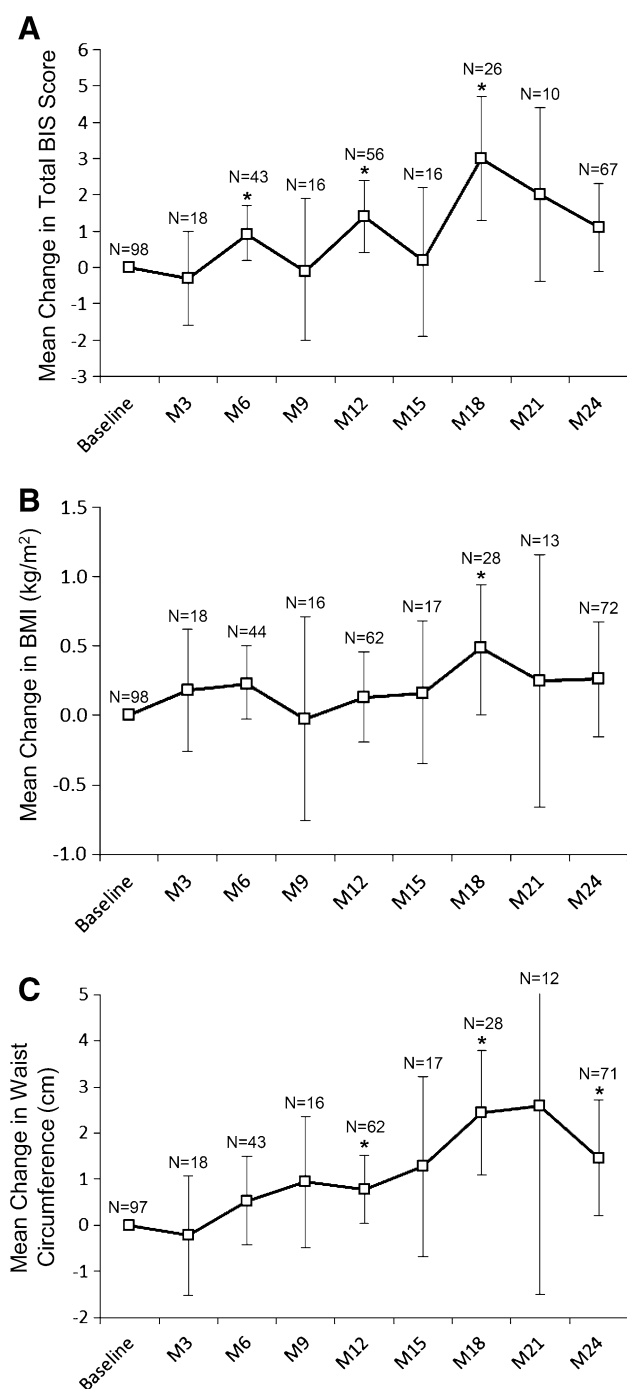 A
Mean Change in Total BIS Score
6
5
4
3
2
1
0
-1
-2
-3
N=98
N=18
N=43
*
N=16
N=56
*
N=16
N=26
*
N=10
N=67
Baseline
M3
M6
M9
M12
M15
M18
M21
M24
B
Mean Change in BMI (kg/m²)
1.5
1.0
0.5
0.0
-0.5
-1.0
N=98
N=18
N=44
N=16
N=62
N=17
N=28
*
N=13
N=72
Baseline
M3
M6
M9
M12
M15
M18
M21
M24
C
Mean Change in Waist
Circumference (cm)
5
4
3
2
1
0
-1
-2
N=97
N=18
N=43
N=16
N=62
*
N=17
N=28
*
N=12
N=71
*
Baseline
M3
M6
M9
M12
M15
M18
M21
M24